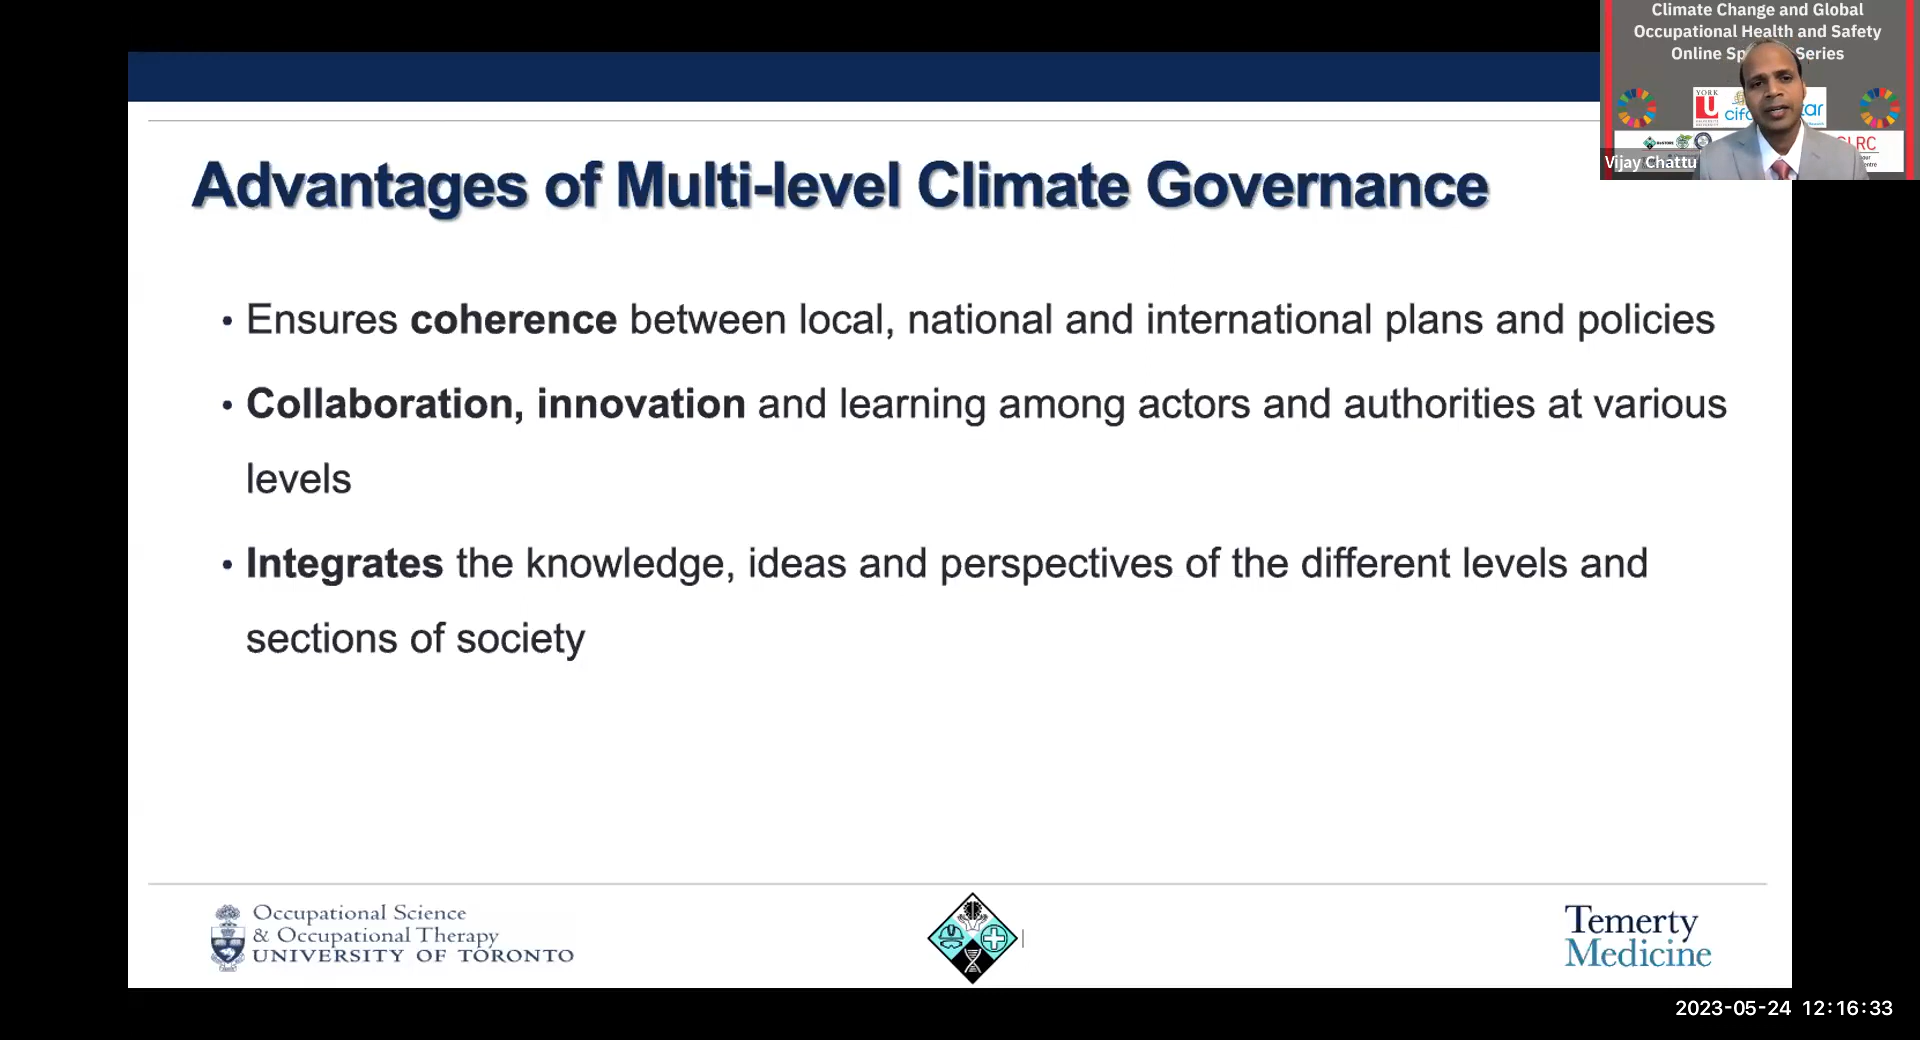 Climate Change and Global
Occupational Health and Safety
Online Series
YORK
U
Vijay Chattu
Advantages of Multi-level Climate Governance
• Ensures coherence between local, national and international plans and policies
• Collaboration, innovation and learning among actors and authorities at various
levels
• Integrates the knowledge, ideas and perspectives of the different levels and
sections of society
Occupational Science
& Occupational Therapy
UNIVERSITY OF TORONTO
Temerty
Medicine
2023-05-24 12:16:33